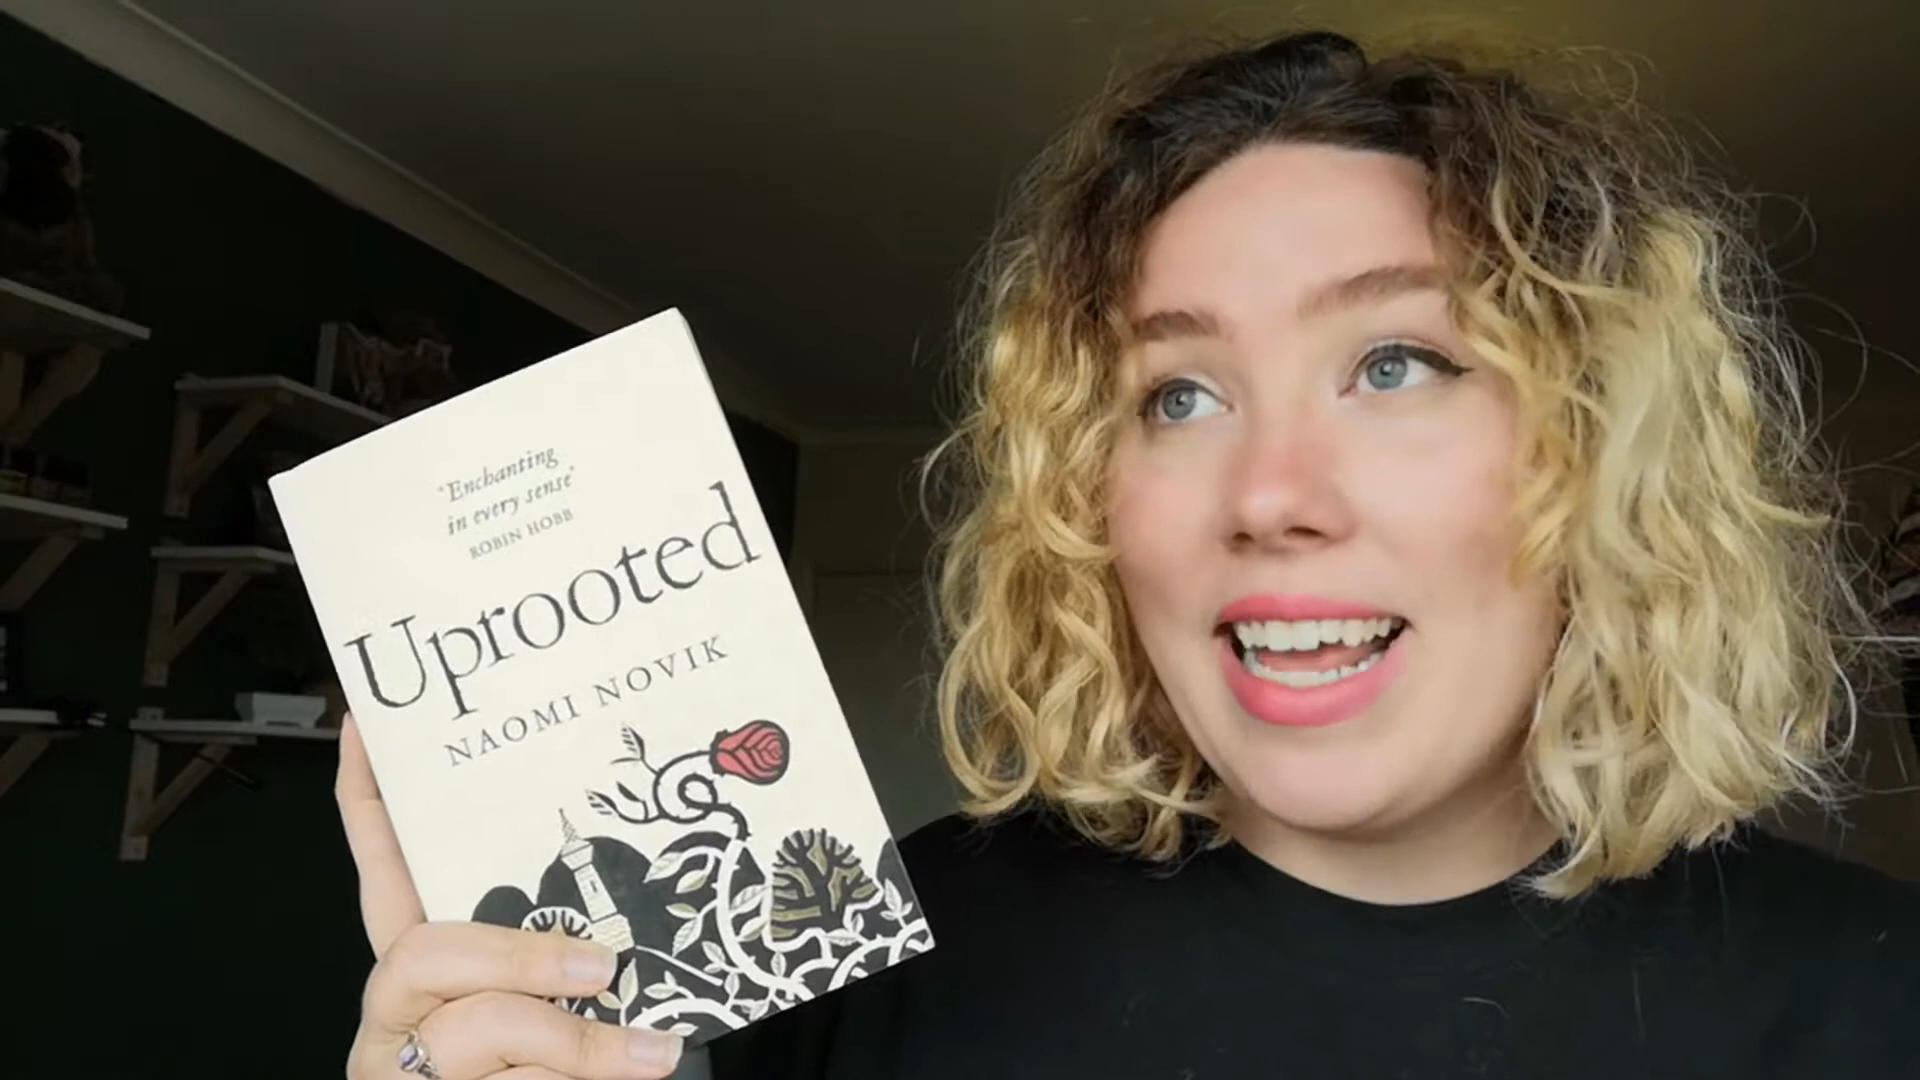 'Enchanting
in every sense'
ROBIN HOBB
Uprooted
NAOMI NOVIK